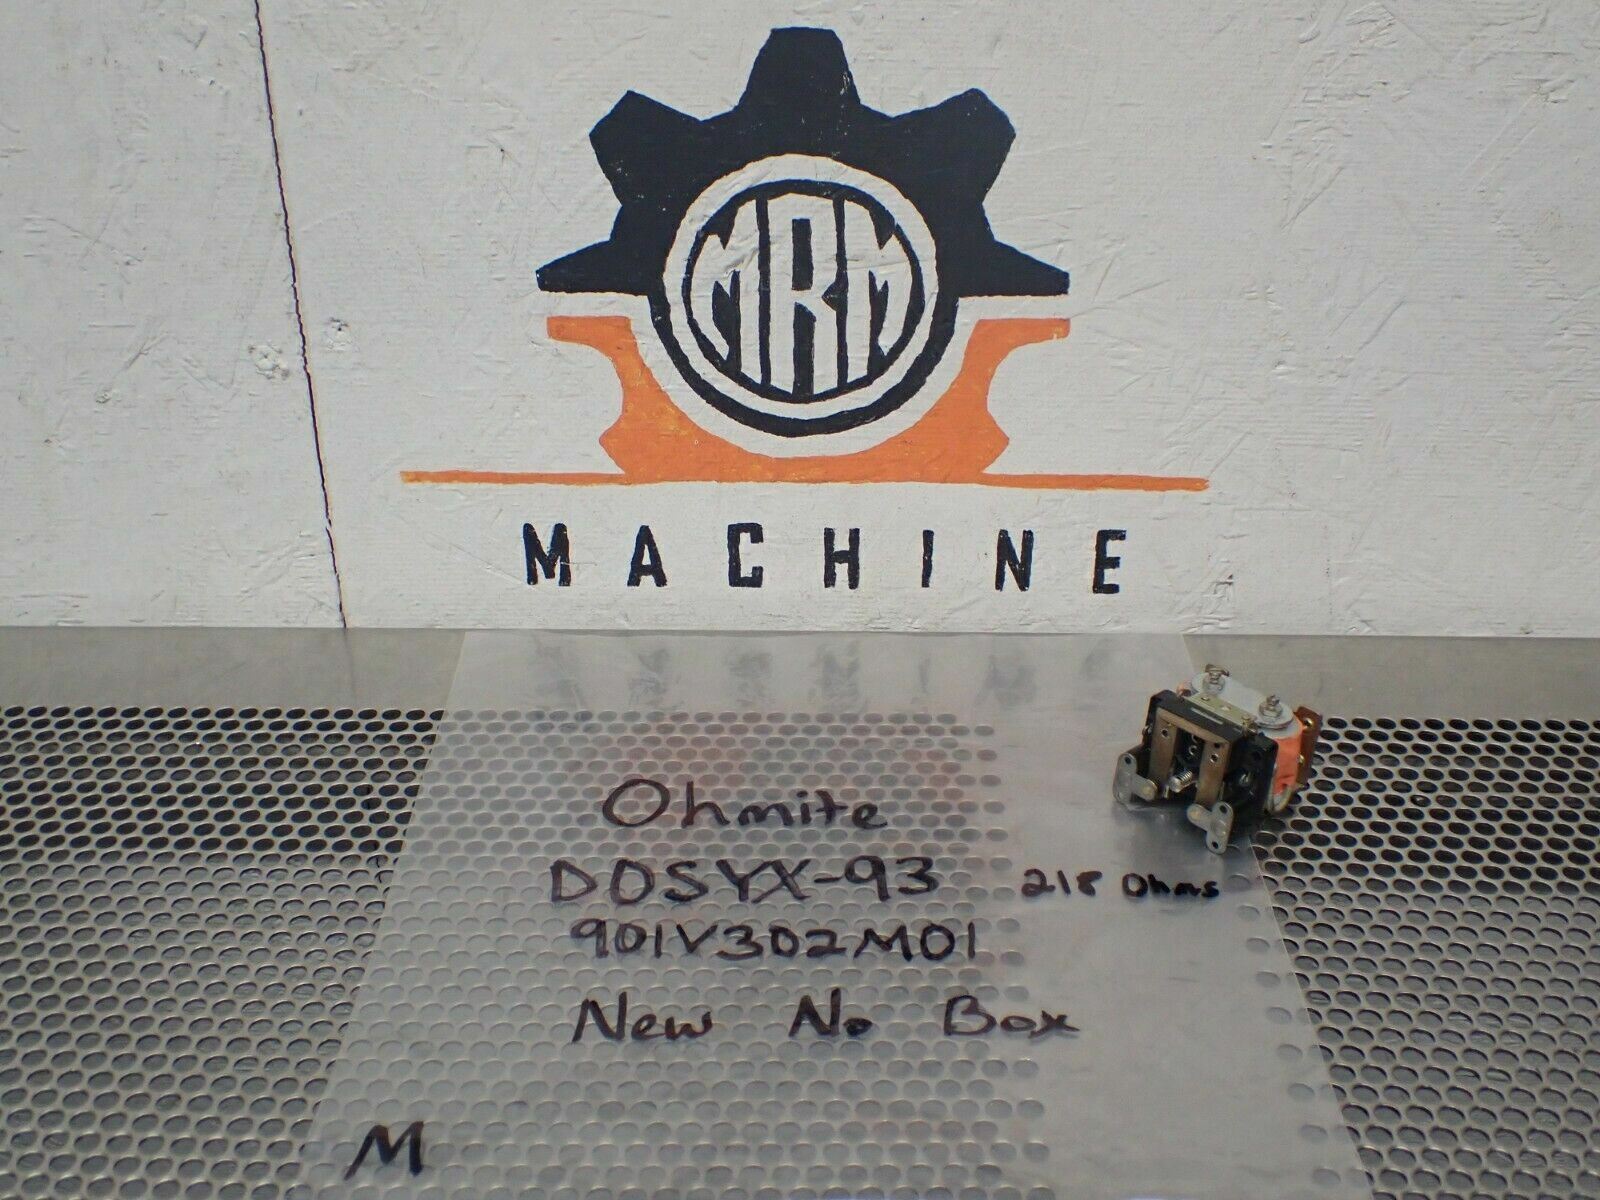 MRM
MACHINE
Ohmite
DOSYX-93 218 Ohms
901V302M01
New No Box
M